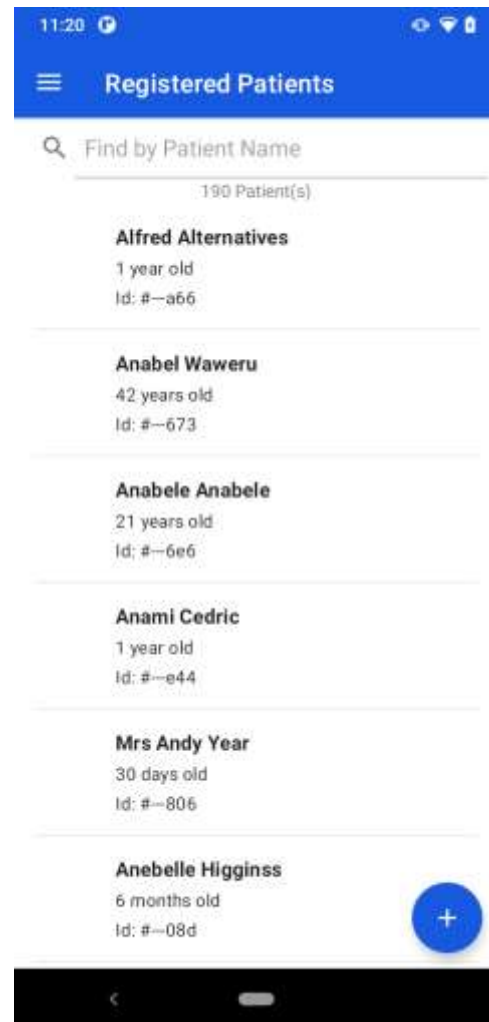 11:20
Registered Patients
Find by Patient Name
190 Patient(s)
Alfred Alternatives
1 year old
Id: #---a66
Anabel Waweru
42 years old
Id: #---673
Anabele Anabele
21 years old
Id: #---6e6
Anami Cedric
1 year old
Id: #---e44
Mrs Andy Year
30 days old
Id: #---806
Anebelle Higginss
6 months old
Id: #---08d
+